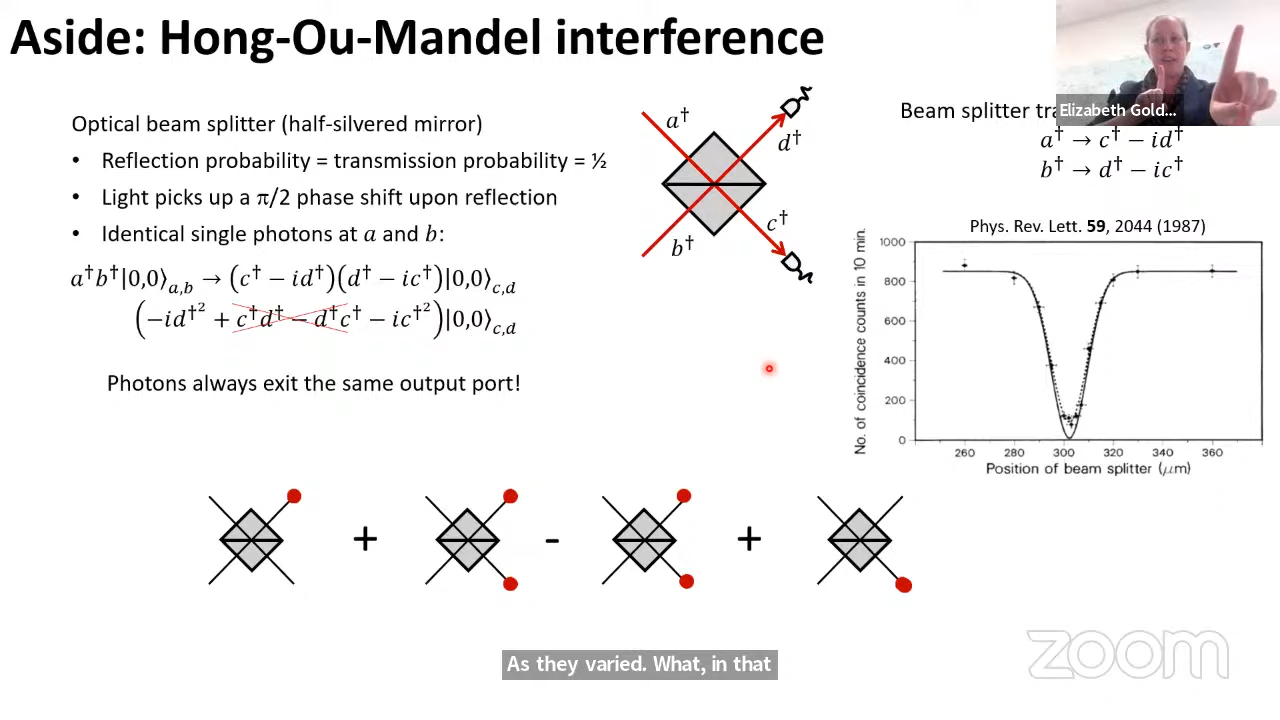 Aside: Hong-Ou-Mandel interference
Optical beam splitter (half-silvered mirror)
• Reflection probability = transmission probability = ½
• Light picks up a π/2 phase shift upon reflection
• Identical single photons at a and b:
a†b†|0,0⟩a,b → (c† − id†)(d† − ic†)|0,0⟩c,d
(−id†² + c†d† − d†c† − ic†²)|0,0⟩c,d
Photons always exit the same output port!
a†
d†
c†
b†
Elizabeth Gold...
Beam splitter
a† → c† − id†
b† → d† − ic†
Phys. Rev. Lett. 59, 2044 (1987)
No. of coincidence counts in 10 min.
1000
800
600
400
200
0
260 280 300 320 340 360
Position of beam splitter (μm)
+ - +
As they varied. What, in that
zoom